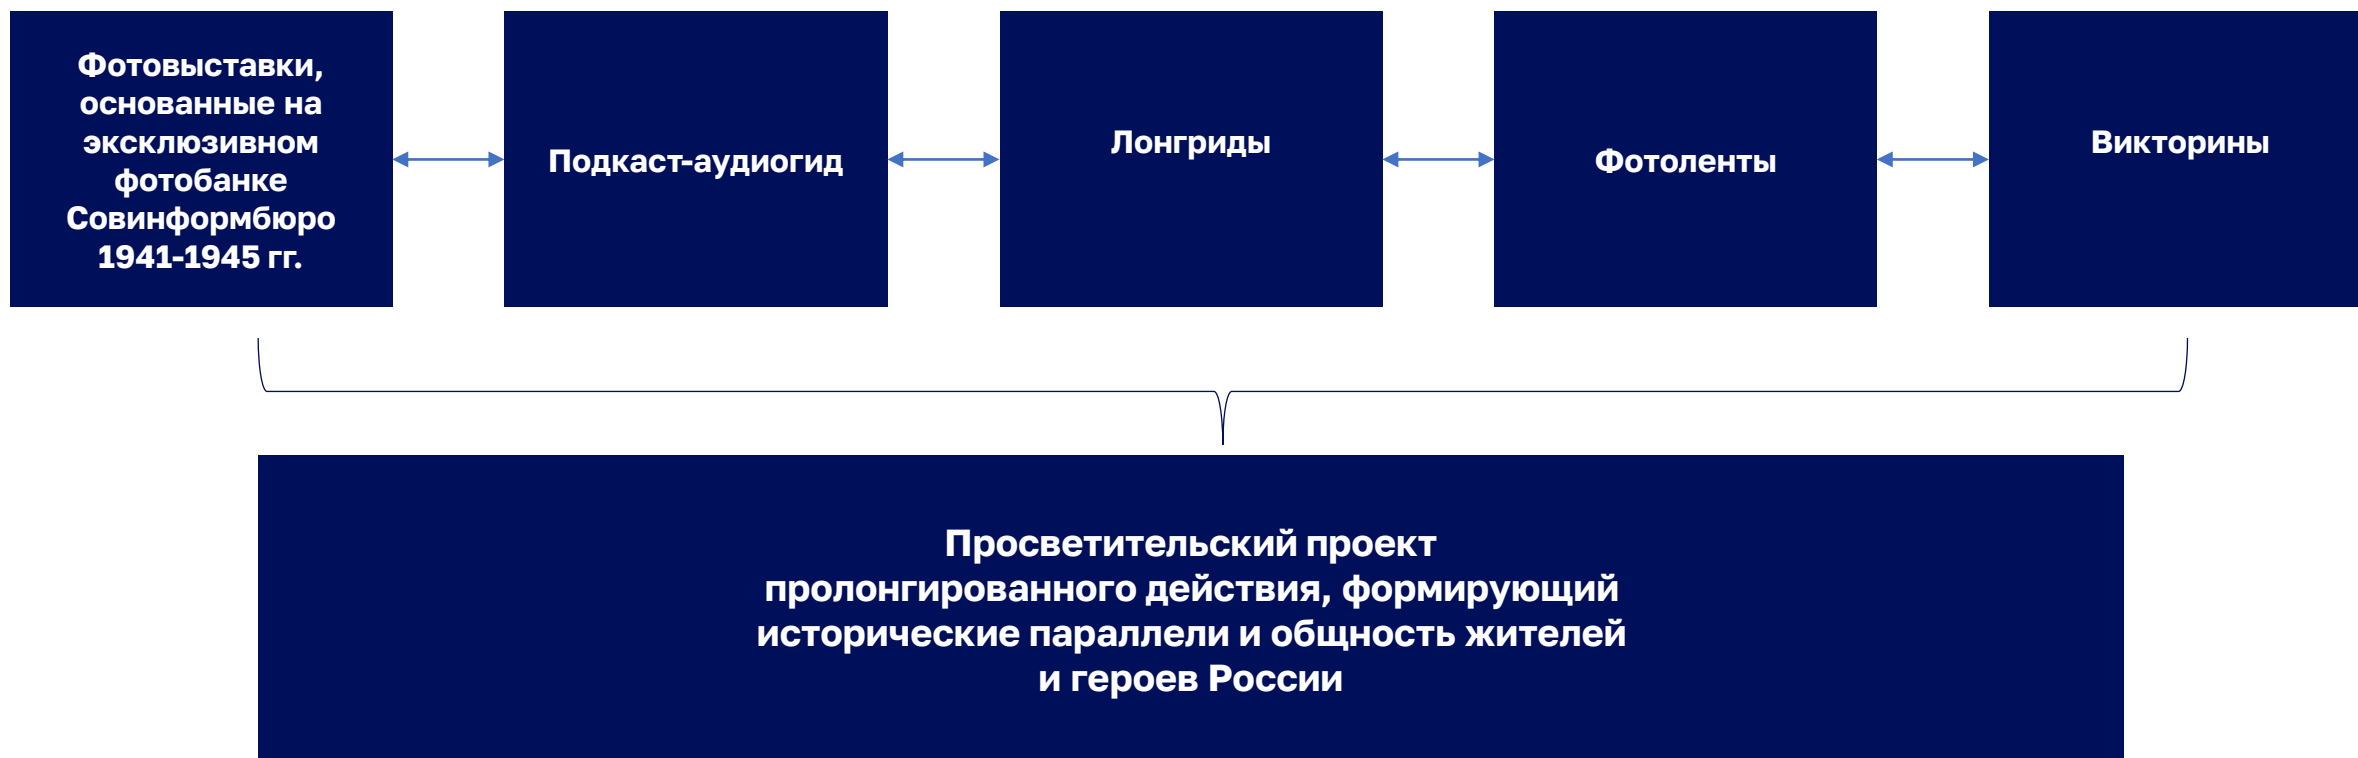 Фотовыставки,
основанные на
эксклюзивном
фотобанке
Совинформбюро
1941-1945 гг.
Подкаст-аудиогид
Лонгриды
Фотоленты
Викторины
Просветительский проект
пролонгированного действия, формирующий
исторические параллели и общность жителей
и героев России